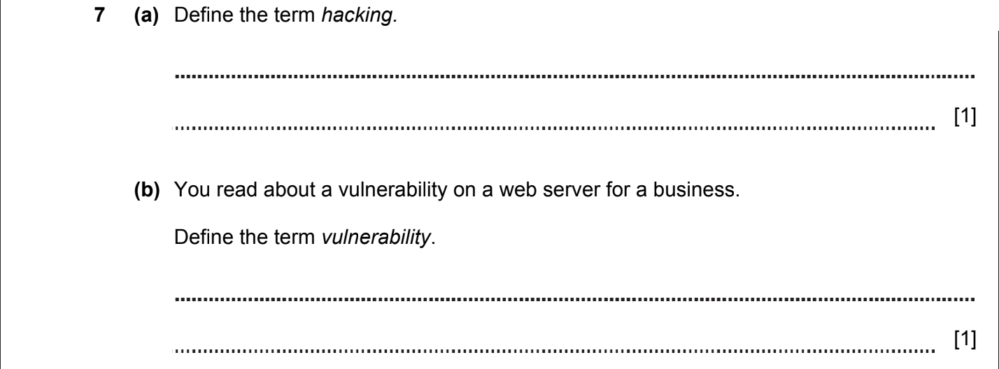 7 (a) Define the term hacking.
[1]
(b) You read about a vulnerability on a web server for a business.
Define the term vulnerability.
[1]